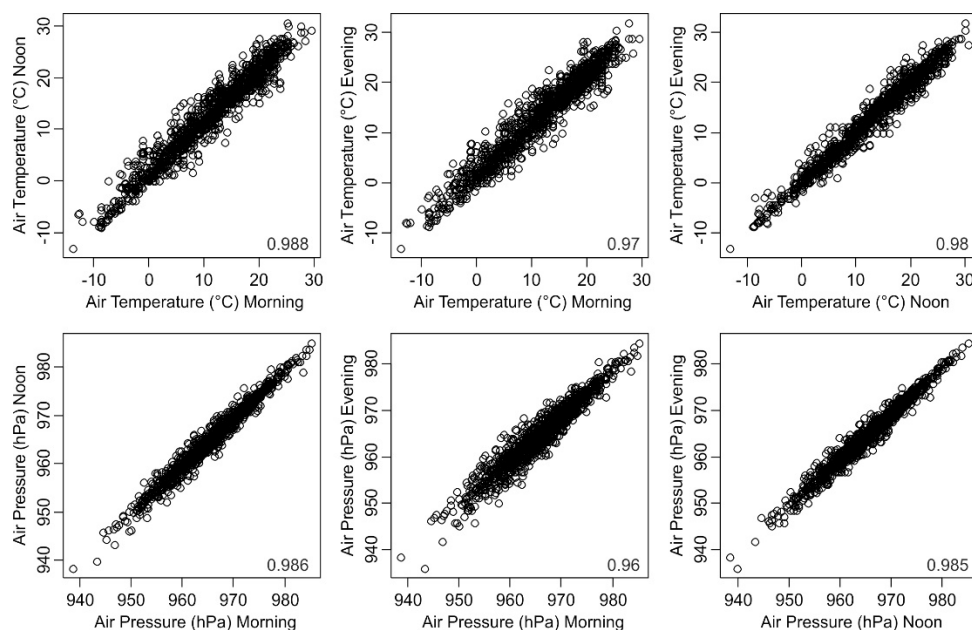 Air Temperature (°C) Noon
30
20
10
0
-10
0.988
-10 0 10 20 30
Air Temperature (°C) Morning
Air Temperature (°C) Evening
30
20
10
0
-10
0.97
-10 0 10 20 30
Air Temperature (°C) Morning
Air Temperature (°C) Evening
30
20
10
0
-10
0.98
-10 0 10 20 30
Air Temperature (°C) Noon
Air Pressure (hPa) Noon
980
970
960
950
940
0.986
940 950 960 970 980
Air Pressure (hPa) Morning
Air Pressure (hPa) Evening
980
970
960
950
940
0.96
940 950 960 970 980
Air Pressure (hPa) Morning
Air Pressure (hPa) Evening
980
970
960
950
940
0.985
940 950 960 970 980
Air Pressure (hPa) Noon